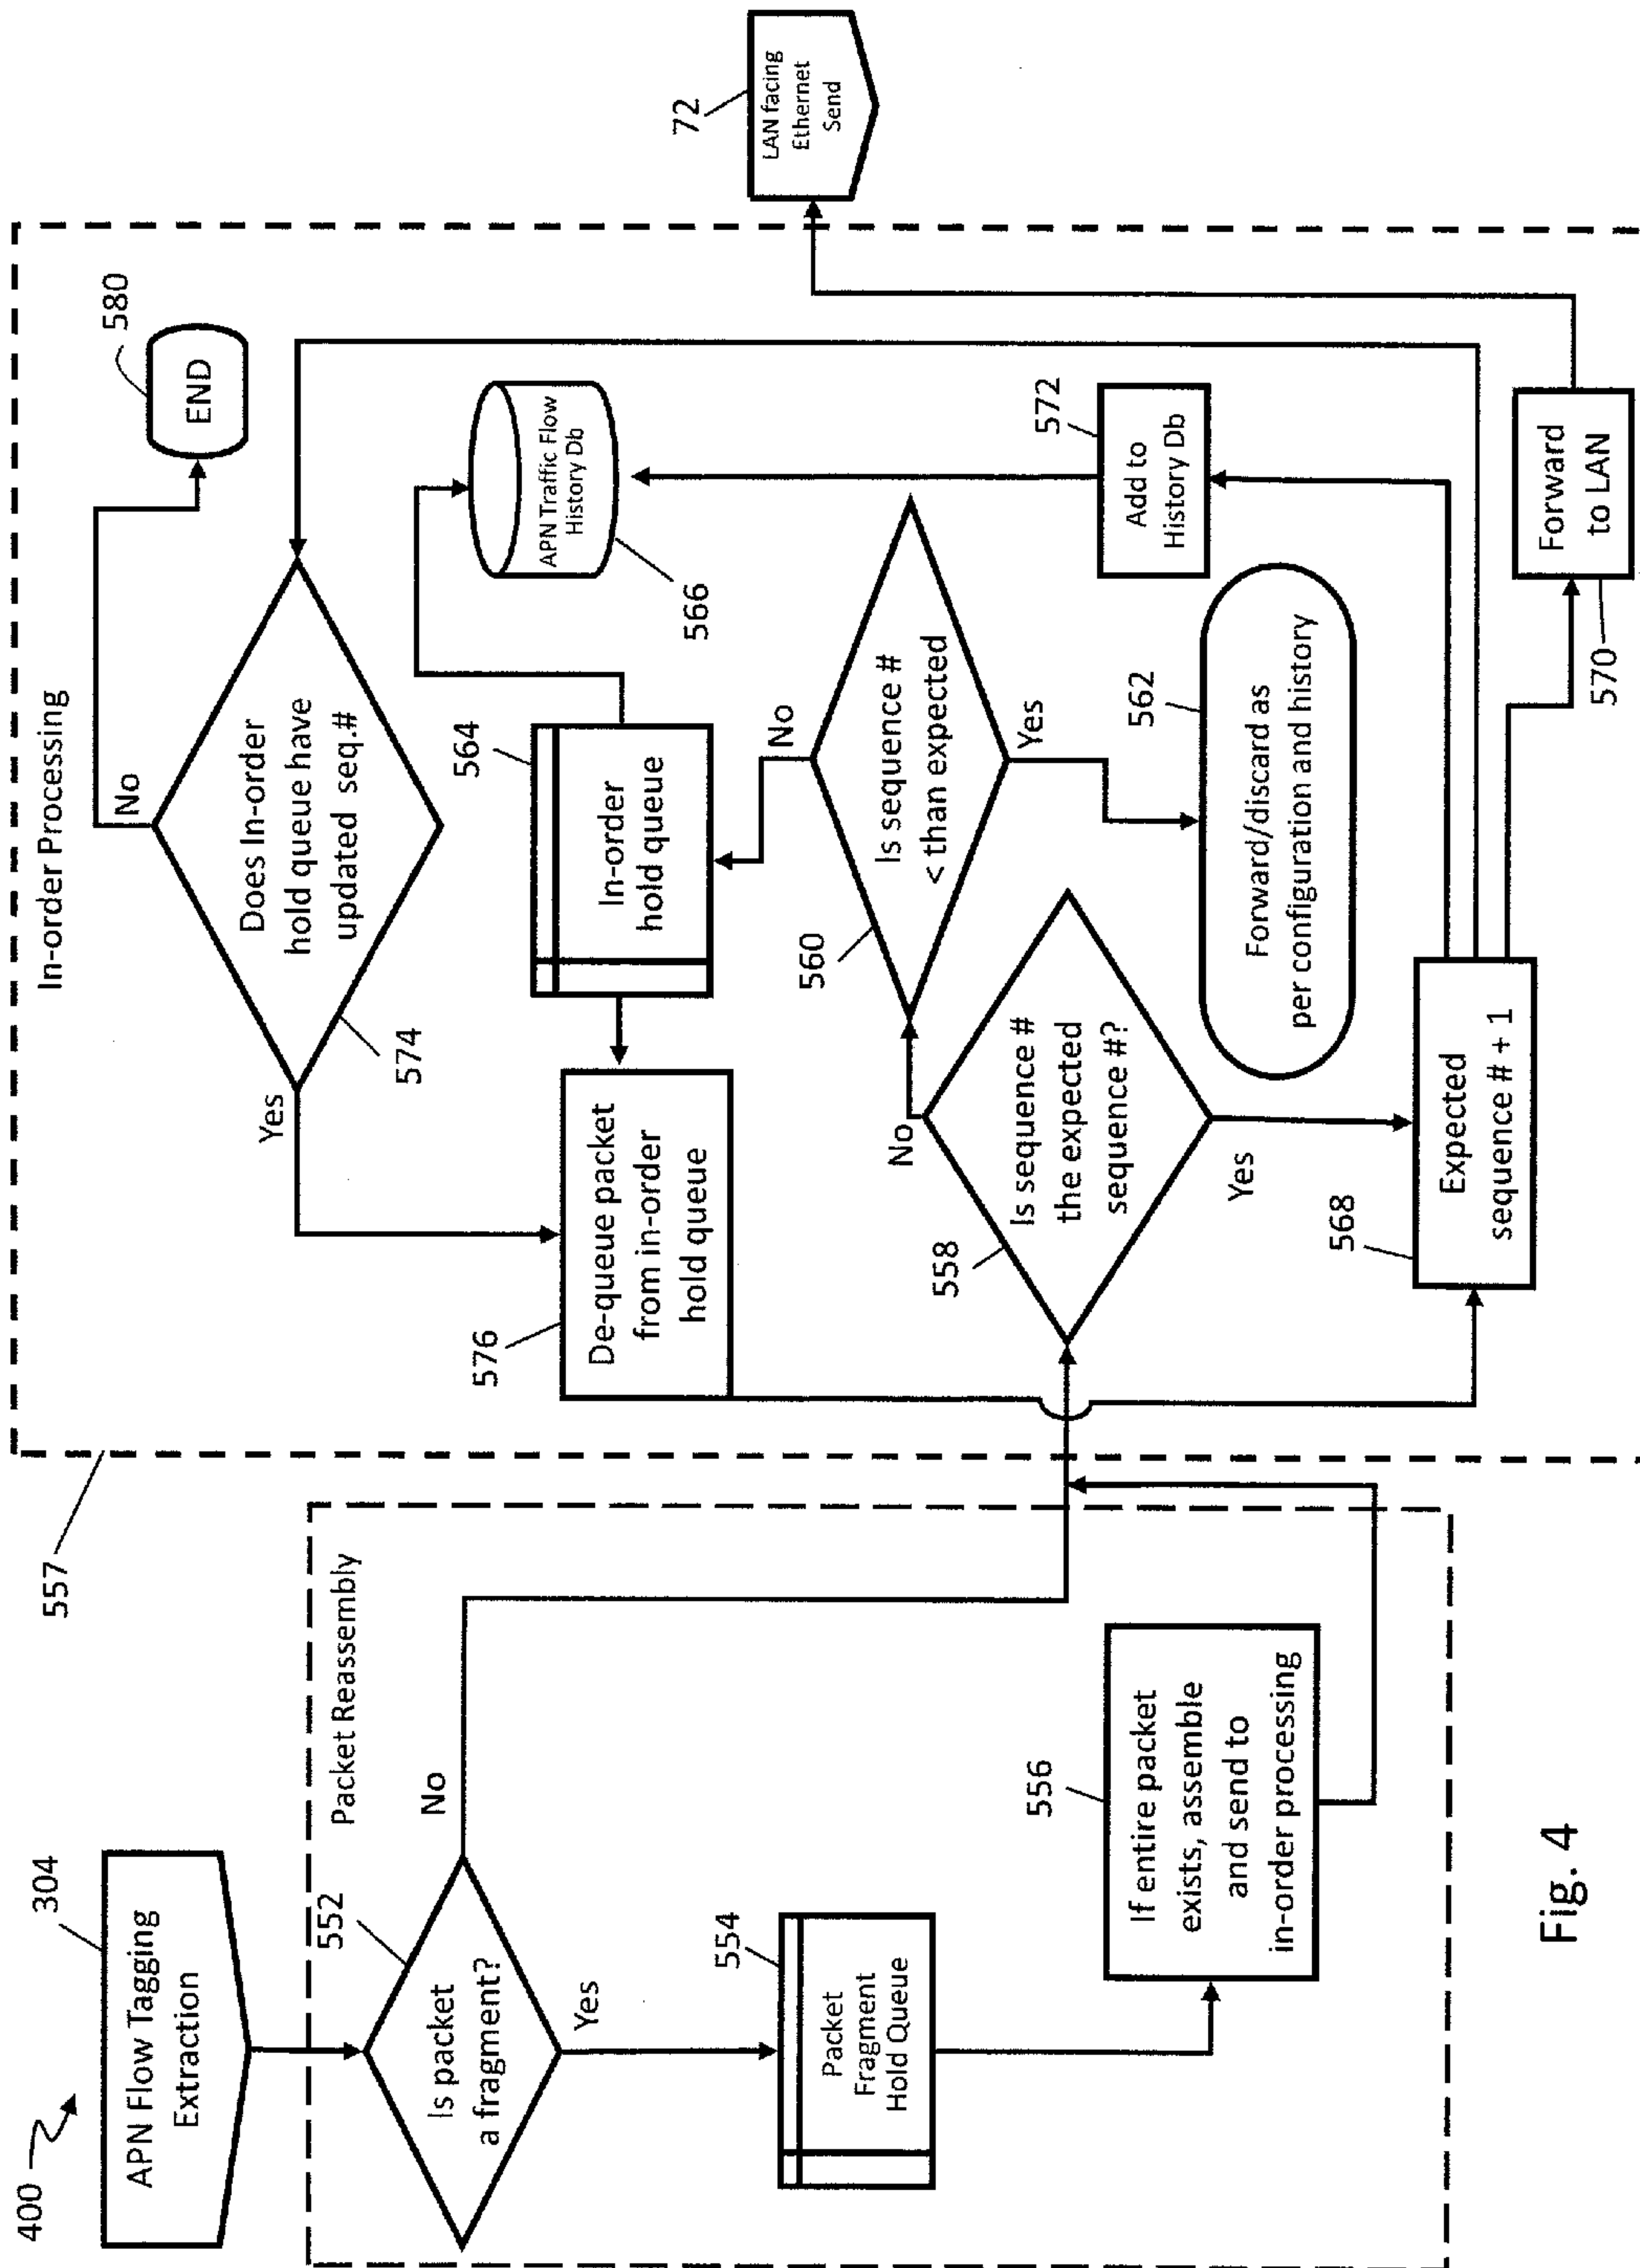 400
APN Flow Tagging
Extraction
304
Packet Reassembly
552
Is packet
a fragment?
No
Yes
554
Packet
Fragment
Hold Queue
556
If entire packet
exists, assemble
and send to
in-order processing
557
In-order Processing
Does In-order
hold queue have
updated seq.#
574
No
Yes
END
580
576
De-queue packet
from in-order
hold queue
564
In-order
hold queue
APN Traffic Flow
History Db
566
558
Is sequence #
the expected
sequence #?
No
Yes
560
Is sequence #
< than expected
No
Yes
562
Forward/discard as
per configuration and history
572
Add to
History Db
568
Expected
sequence # + 1
570
Forward
to LAN
72
LAN facing
Ethernet
Send
Fig. 4